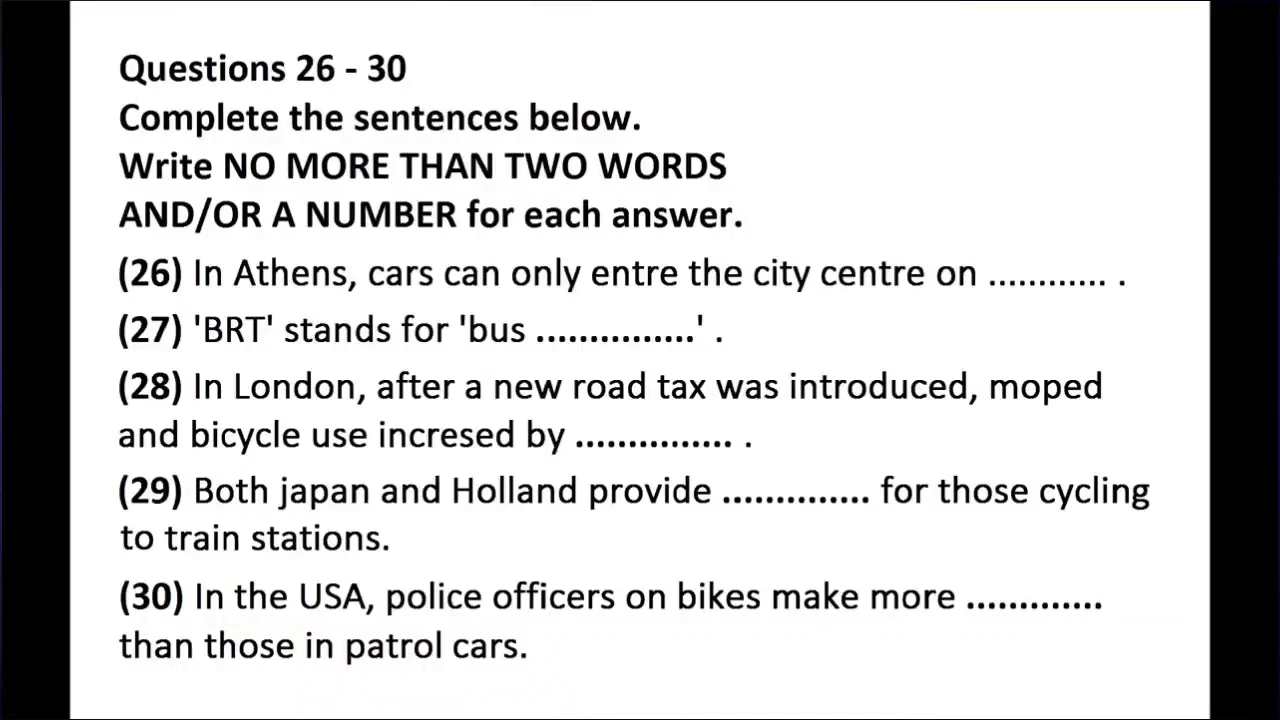 Questions 26 - 30
Complete the sentences below.
Write NO MORE THAN TWO WORDS
AND/OR A NUMBER for each answer.
(26) In Athens, cars can only entre the city centre on ............ .
(27) 'BRT' stands for 'bus ...............' .
(28) In London, after a new road tax was introduced, moped
and bicycle use incresed by ............... .
(29) Both japan and Holland provide .............. for those cycling
to train stations.
(30) In the USA, police officers on bikes make more .............
than those in patrol cars.